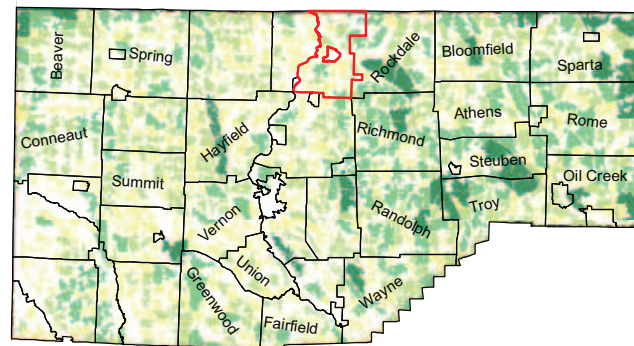 Beaver
Spring
Rockdale
Bloomfield
Sparta
Conneaut
Hayfield
Richmond
Athens
Rome
Summit
Steuben
Oil Creek
Vernon
Randolph
Troy
Union
Greenwood
Wayne
Fairfield